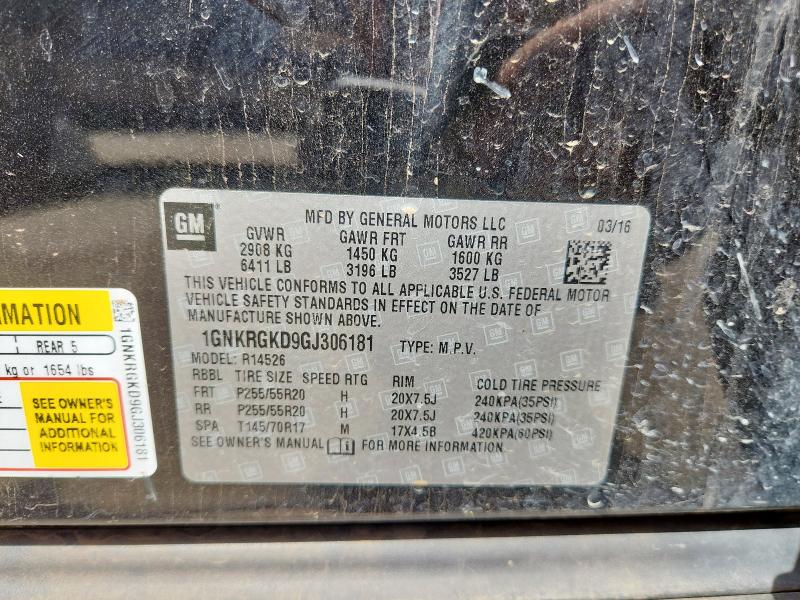 GM
MFD BY GENERAL MOTORS LLC 03/16
GVWR GAWR FRT GAWR RR
2908 KG 1450 KG 1600 KG
6411 LB 3196 LB 3527 LB
THIS VEHICLE CONFORMS TO ALL APPLICABLE U.S. FEDERAL MOTOR
VEHICLE SAFETY STANDARDS IN EFFECT ON THE DATE OF
MANUFACTURE SHOWN ABOVE.
1GNKRGKD9GJ306181 TYPE: M.P.V.
MODEL: R14526
RBBL TIRE SIZE SPEED RTG RIM COLD TIRE PRESSURE
FRT P255/55R20 H 20X7.5J 240KPA(35PSI)
RR P255/55R20 H 20X7.5J 240KPA(35PSI)
SPA T145/70R17 M 17X4.5B 420KPA(60PSI)
SEE OWNER'S MANUAL FOR MORE INFORMATION
MATION
REAR 5
kg or 1654 lbs
SEE OWNER'S
MANUAL FOR
ADDITIONAL
INFORMATION
1GNKRGKD9GJ306181